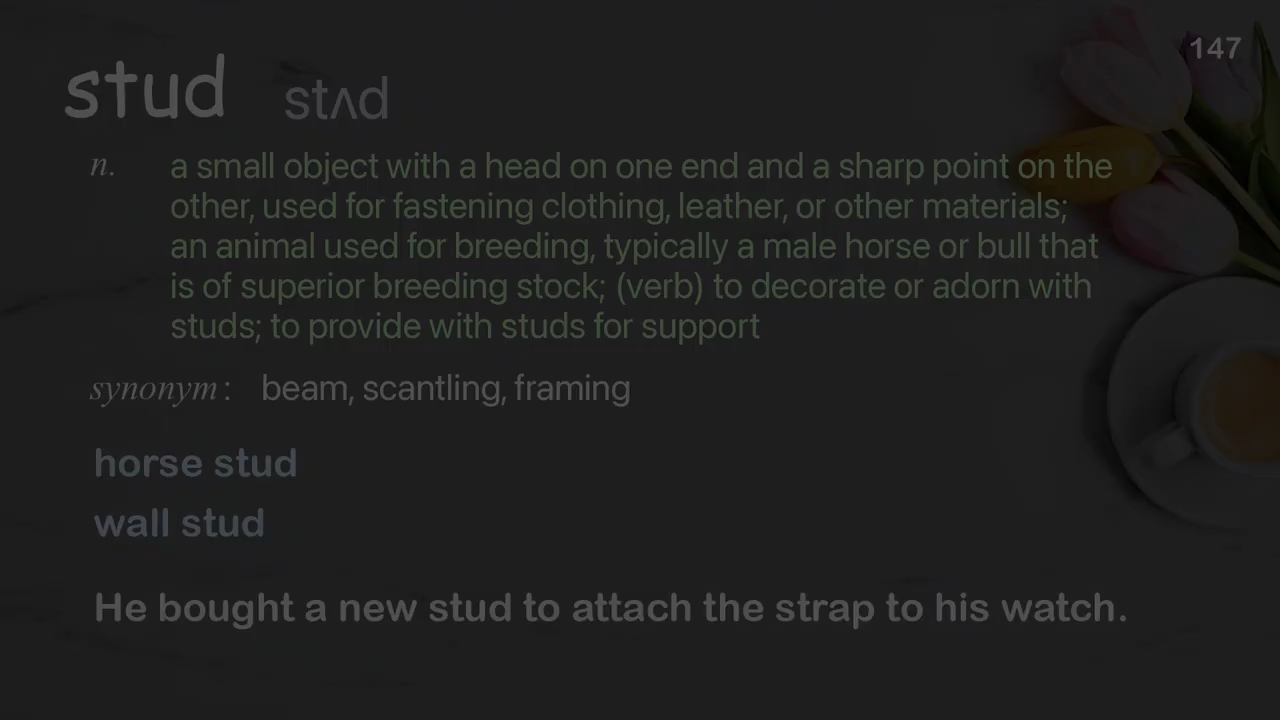 147
stud stʌd
n. a small object with a head on one end and a sharp point on the
other, used for fastening clothing, leather, or other materials;
an animal used for breeding, typically a male horse or bull that
is of superior breeding stock; (verb) to decorate or adorn with
studs; to provide with studs for support
synonym: beam, scantling, framing
horse stud
wall stud
He bought a new stud to attach the strap to his watch.